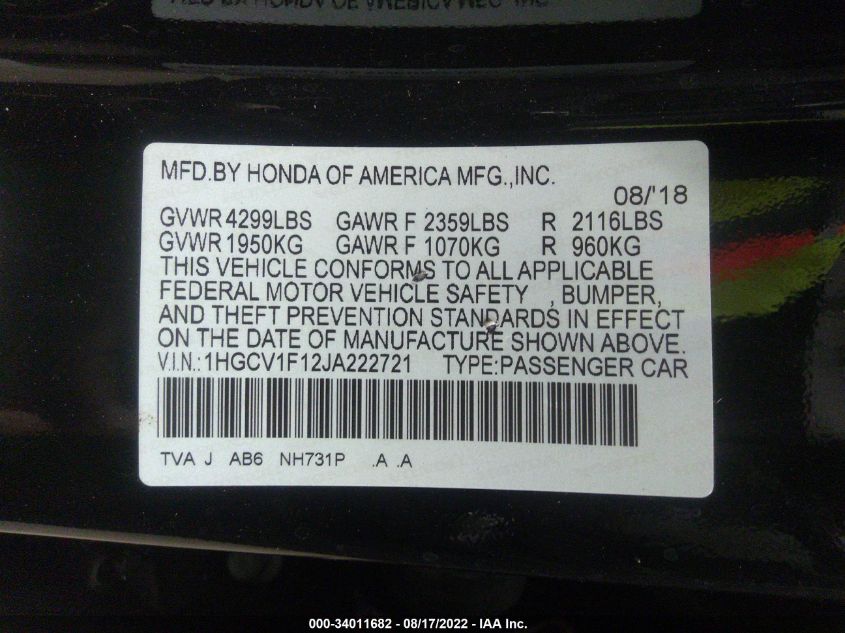 MFD.BY HONDA OF AMERICA MFG.,INC.
08/'18
GVWR 4299LBS GAWR F 2359LBS R 2116LBS
GVWR 1950KG GAWR F 1070KG R 960KG
THIS VEHICLE CONFORMS TO ALL APPLICABLE
FEDERAL MOTOR VEHICLE SAFETY , BUMPER,
AND THEFT PREVENTION STANDARDS IN EFFECT
ON THE DATE OF MANUFACTURE SHOWN ABOVE.
V.I.N.:1HGCV1F12JA222721 TYPE:PASSENGER CAR
TVA J AB6 NH731P .A .A
000-34011682 - 08/17/2022 - IAA Inc.